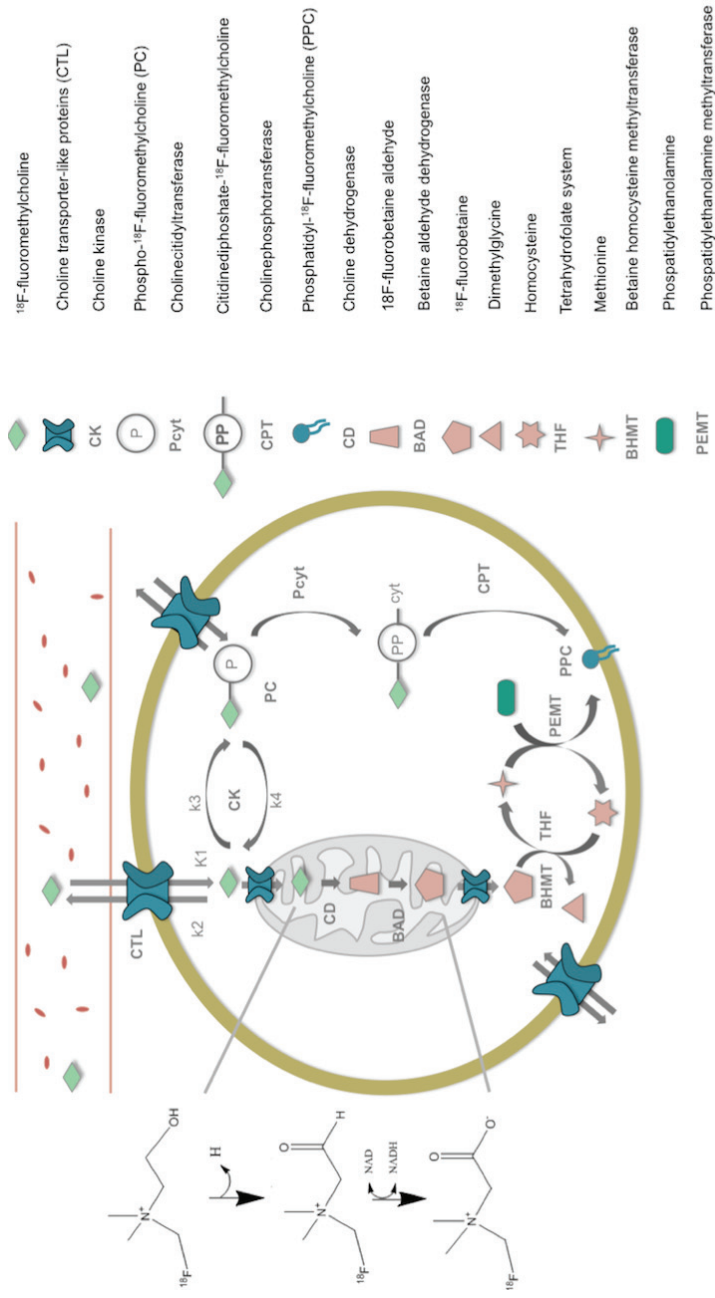 18F-fluoromethylcholine
Choline transporter-like proteins (CTL)
CK Choline kinase
P Phospho-18F-fluoromethylcholine (PC)
Pcyt Cholinecitidyltransferase
PP Citidinediphoshate-18F-fluoromethylcholine
CPT Cholinephosphotransferase
Phosphatidyl-18F-fluoromethylcholine (PPC)
CD Choline dehydrogenase
18F-fluorobetaine aldehyde
BAD Betaine aldehyde dehydrogenase
18F-fluorobetaine
Dimethylglycine
Homocysteine
THF Tetrahydrofolate system
Methionine
BHMT Betaine homocysteine methyltransferase
Phospatidylethanolamine
PEMT Phospatidylethanolamine methyltransferase
CTL
k2
K1
k3
CK
k4
P
PC
Pcyt
PP
cyt
CPT
PPC
CD
BAD
BHMT
THF
PEMT
18F
N+
OH
H
18F
N+
O
H
NAD
NADH
18F
N+
O
O-